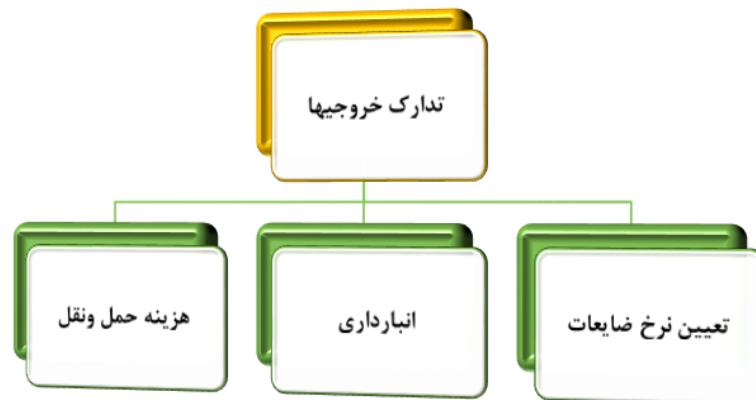 تدارک خروجیها
تعیین نرخ ضایعات
انبارداری
هزینه حمل ونقل